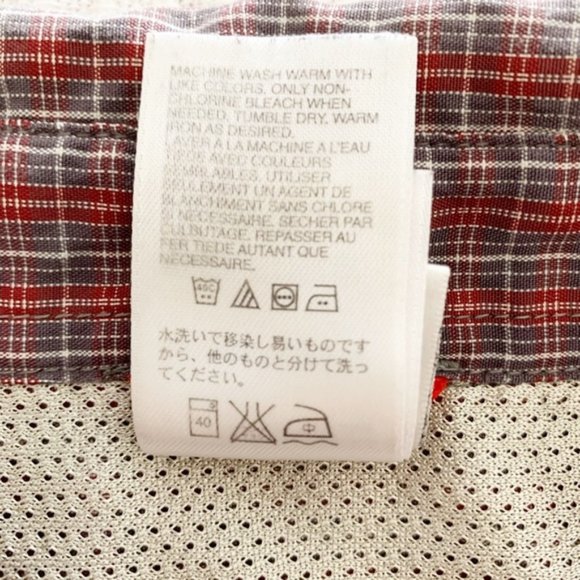 MACHINE WASH WARM WITH
LIKE COLORS. ONLY NON-
CHLORINE BLEACH WHEN
NEEDED. TUMBLE DRY. WARM
IRON AS DESIRED.
LAVER A LA MACHINE A L'EAU
TIEDE AVEC COULEURS
SEMBLABLES. UTILISER
SEULEMENT UN AGENT DE
BLANCHIMENT SANS CHLORE
SI NECESSAIRE. SECHER PAR
CULBUTAGE. REPASSER AU
FER TIEDE AUTANT QUE
NECESSAIRE.
40C
水洗いで移染し易いものです
から、他のものと分けて洗っ
てください。
40 中